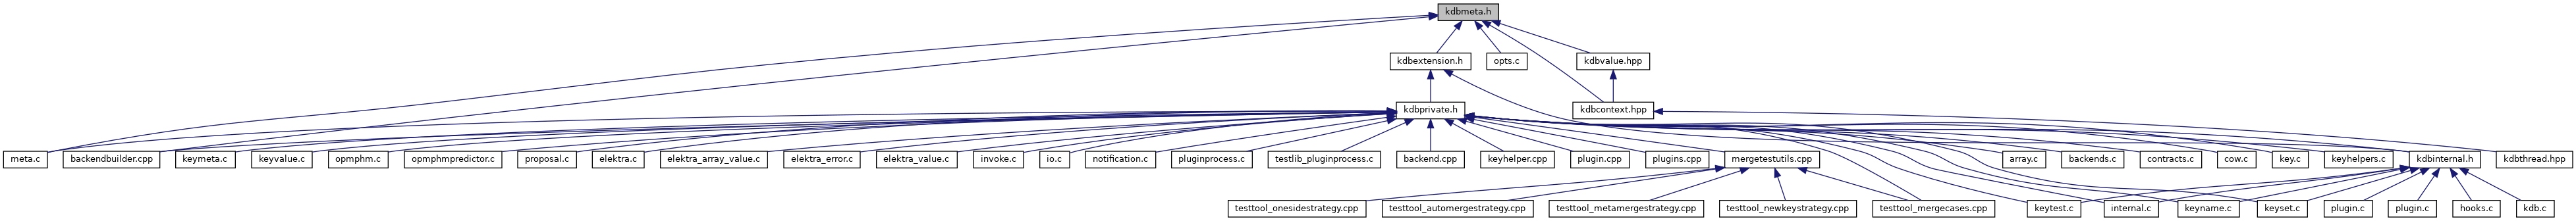 kdbmeta.h
kdbextension.h
opts.c
kdbvalue.hpp
kdbprivate.h
kdbcontext.hpp
meta.c
backendbuilder.cpp
keymeta.c
keyvalue.c
opmphm.c
opmphmpredictor.c
proposal.c
elektra.c
elektra_array_value.c
elektra_error.c
elektra_value.c
invoke.c
io.c
notification.c
pluginprocess.c
testlib_pluginprocess.c
backend.cpp
keyhelper.cpp
plugin.cpp
plugins.cpp
mergetestutils.cpp
array.c
backends.c
contracts.c
cow.c
key.c
keyhelpers.c
kdbinternal.h
kdbthread.hpp
testtool_onesidestrategy.cpp
testtool_automergestrategy.cpp
testtool_metamergestrategy.cpp
testtool_newkeystrategy.cpp
testtool_mergecases.cpp
keytest.c
internal.c
keyname.c
keyset.c
plugin.c
plugin.c
hooks.c
kdb.c